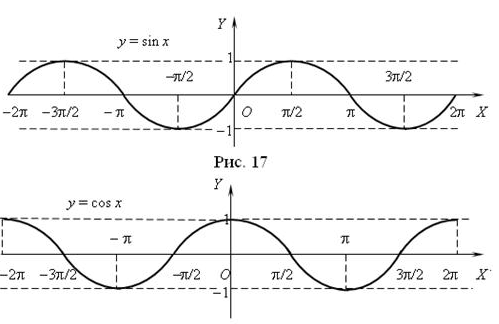 Y
y = sin x
1
−π/2
3π/2
−2π −3π/2 −π O π/2 π 2π X
−1
Рис. 17
Y
y = cos x
1
−π π
−2π −3π/2 −π/2 O π/2 3π/2 2π X
−1